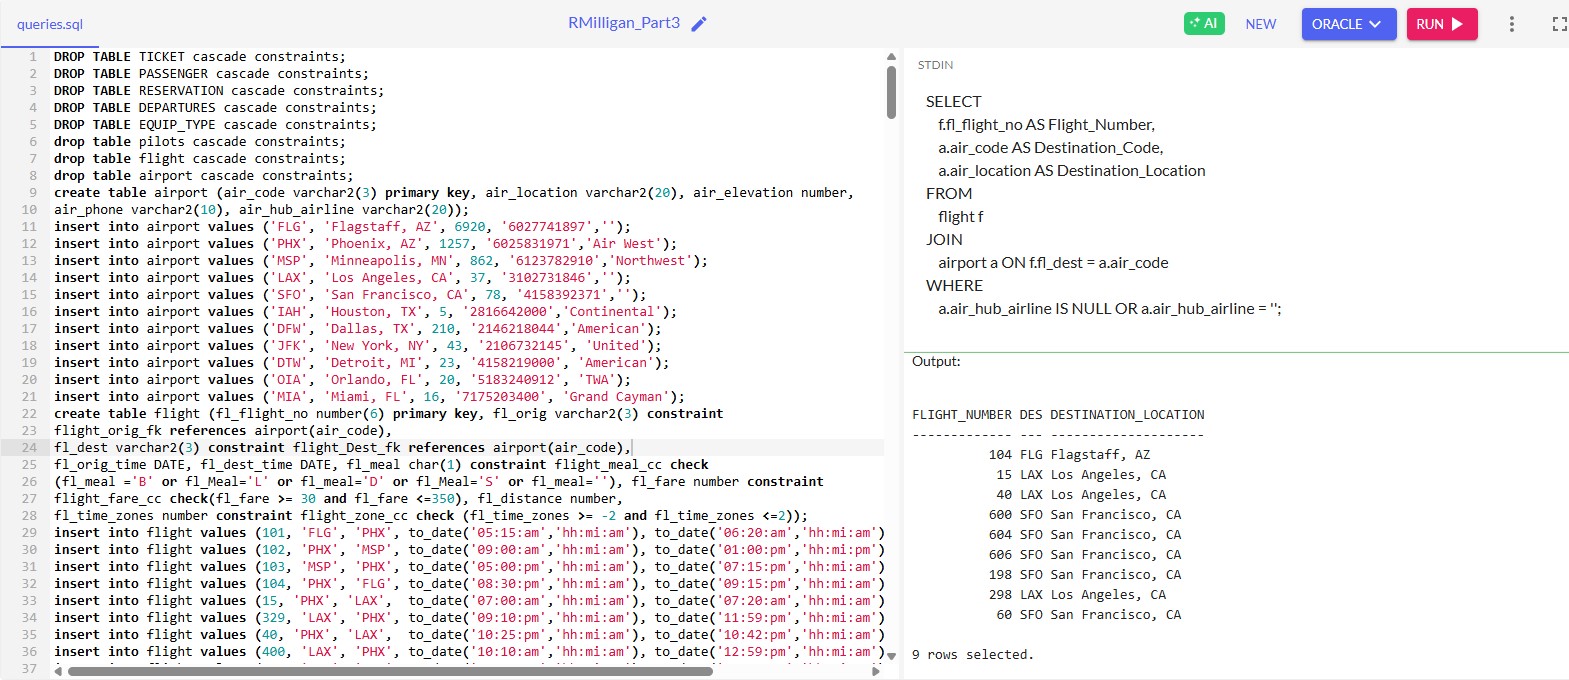 queries.sql
RMilligan_Part3
AI
NEW
ORACLE
RUN
1 DROP TABLE TICKET cascade constraints;
2 DROP TABLE PASSENGER cascade constraints;
3 DROP TABLE RESERVATION cascade constraints;
4 DROP TABLE DEPARTURES cascade constraints;
5 DROP TABLE EQUIP_TYPE cascade constraints;
6 drop table pilots cascade constraints;
7 drop table flight cascade constraints;
8 drop table airport cascade constraints;
9 create table airport (air_code varchar2(3) primary key, air_location varchar2(20), air_elevation number,
10 air_phone varchar2(10), air_hub_airline varchar2(20));
11 insert into airport values ('FLG', 'Flagstaff, AZ', 6920, '6027741897','');
12 insert into airport values ('PHX', 'Phoenix, AZ', 1257, '6025831971','Air West');
13 insert into airport values ('MSP', 'Minneapolis, MN', 862, '6123782910','Northwest');
14 insert into airport values ('LAX', 'Los Angeles, CA', 37, '3102731846','');
15 insert into airport values ('SFO', 'San Francisco, CA', 78, '4158392371','');
16 insert into airport values ('IAH', 'Houston, TX', 5, '2816642000','Continental');
17 insert into airport values ('DFW', 'Dallas, TX', 210, '2146218044','American');
18 insert into airport values ('JFK', 'New York, NY', 43, '2106732145', 'United');
19 insert into airport values ('DTW', 'Detroit, MI', 23, '4158219000', 'American');
20 insert into airport values ('OIA', 'Orlando, FL', 20, '5183240912', 'TWA');
21 insert into airport values ('MIA', 'Miami, FL', 16, '7175203400', 'Grand Cayman');
22 create table flight (fl_flight_no number(6) primary key, fl_orig varchar2(3) constraint
23 flight_orig_fk references airport(air_code),
24 fl_dest varchar2(3) constraint flight_Dest_fk references airport(air_code),
25 fl_orig_time DATE, fl_dest_time DATE, fl_meal char(1) constraint flight_meal_cc check
26 (fl_meal ='B' or fl_Meal='L' or fl_meal='D' or fl_Meal='S' or fl_meal=''), fl_fare number constraint
27 flight_fare_cc check(fl_fare >= 30 and fl_fare <=350), fl_distance number,
28 fl_time_zones number constraint flight_zone_cc check (fl_time_zones >= -2 and fl_time_zones <=2));
29 insert into flight values (101, 'FLG', 'PHX', to_date('05:15:am','hh:mi:am'), to_date('06:20:am','hh:mi:am')
30 insert into flight values (102, 'PHX', 'MSP', to_date('09:00:am','hh:mi:am'), to_date('01:00:pm','hh:mi:pm')
31 insert into flight values (103, 'MSP', 'PHX', to_date('05:00:pm','hh:mi:am'), to_date('07:15:pm','hh:mi:am')
32 insert into flight values (104, 'PHX', 'FLG', to_date('08:30:pm','hh:mi:am'), to_date('09:15:pm','hh:mi:am')
33 insert into flight values (15, 'PHX', 'LAX', to_date('07:00:am','hh:mi:am'), to_date('07:20:am','hh:mi:am')
34 insert into flight values (329, 'LAX', 'PHX', to_date('09:10:pm','hh:mi:am'), to_date('11:59:pm','hh:mi:am')
35 insert into flight values (40, 'PHX', 'LAX', to_date('10:25:pm','hh:mi:am'), to_date('10:42:pm','hh:mi:am')
36 insert into flight values (400, 'LAX', 'PHX', to_date('10:10:am','hh:mi:am'), to_date('12:59:pm','hh:mi:am')
37
STDIN
SELECT
f.fl_flight_no AS Flight_Number,
a.air_code AS Destination_Code,
a.air_location AS Destination_Location
FROM
flight f
JOIN
airport a ON f.fl_dest = a.air_code
WHERE
a.air_hub_airline IS NULL OR a.air_hub_airline = '';
Output:
FLIGHT_NUMBER DES DESTINATION_LOCATION
------------- --- --------------------
104 FLG Flagstaff, AZ
15 LAX Los Angeles, CA
40 LAX Los Angeles, CA
600 SFO San Francisco, CA
604 SFO San Francisco, CA
606 SFO San Francisco, CA
198 SFO San Francisco, CA
298 LAX Los Angeles, CA
60 SFO San Francisco, CA
9 rows selected.